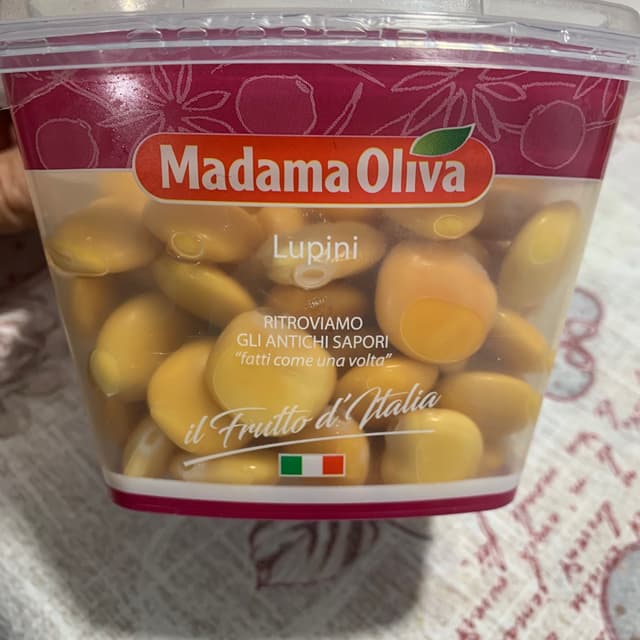 Madama Oliva
Lupini
RITROVIAMO
GLI ANTICHI SAPORI
"fatti come una volta"
il Frutto d'Italia